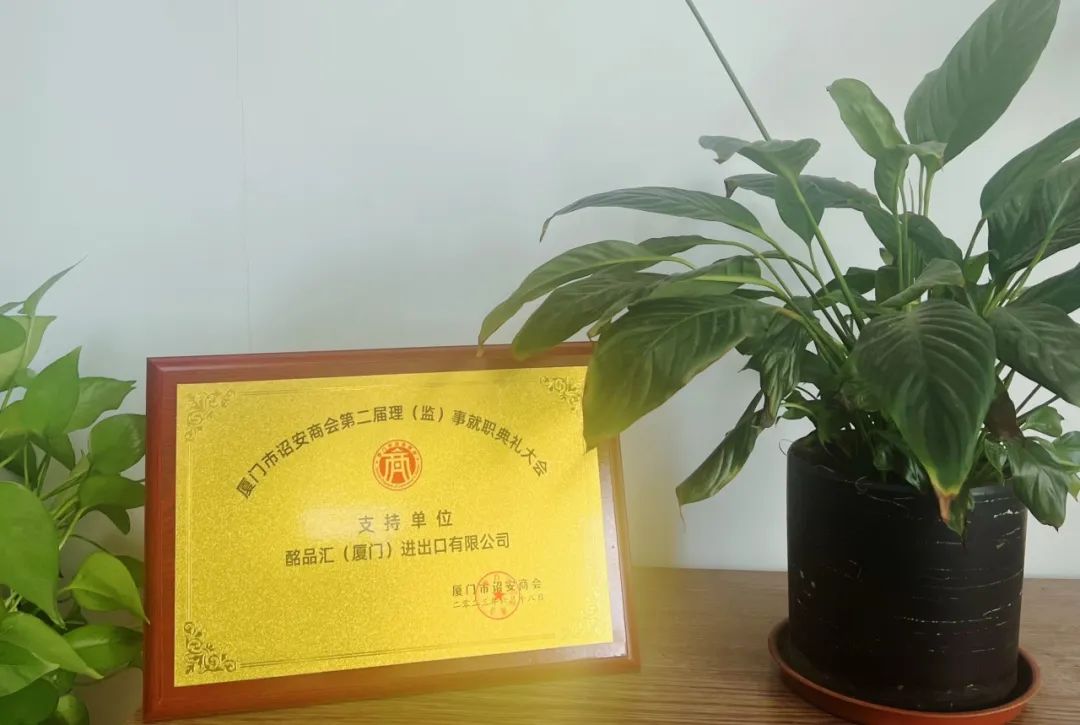 厦门市诏安商会第二届理（监）事就职典礼大会
支持单位
酩品汇（厦门）进出口有限公司
厦门市诏安商会